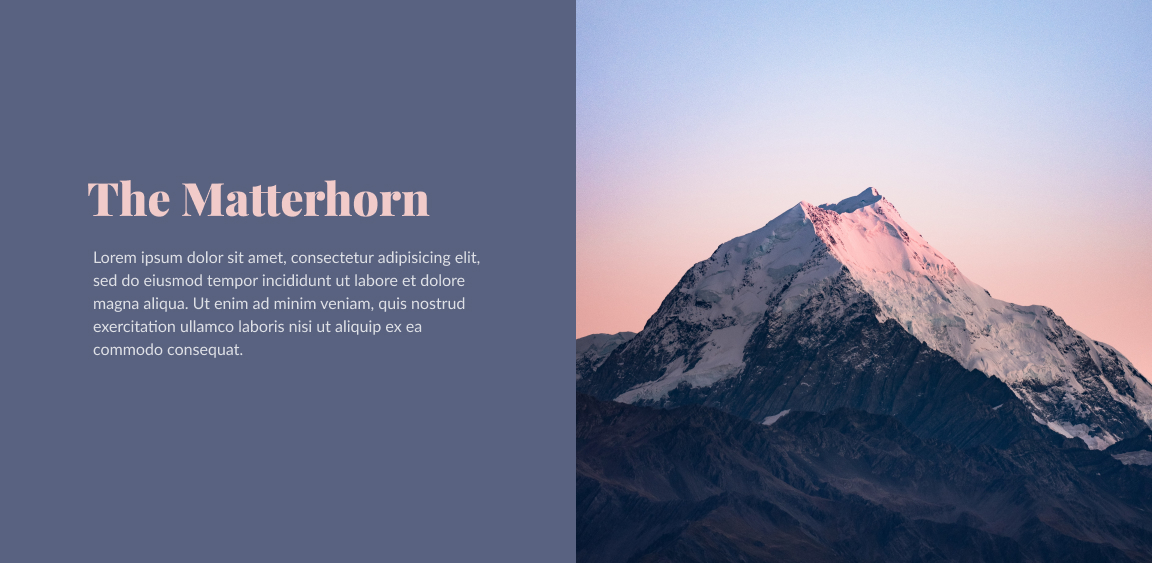 The Matterhorn
Lorem ipsum dolor sit amet, consectetur adipisicing elit,
sed do eiusmod tempor incididunt ut labore et dolore
magna aliqua. Ut enim ad minim veniam, quis nostrud
exercitation ullamco laboris nisi ut aliquip ex ea
commodo consequat.